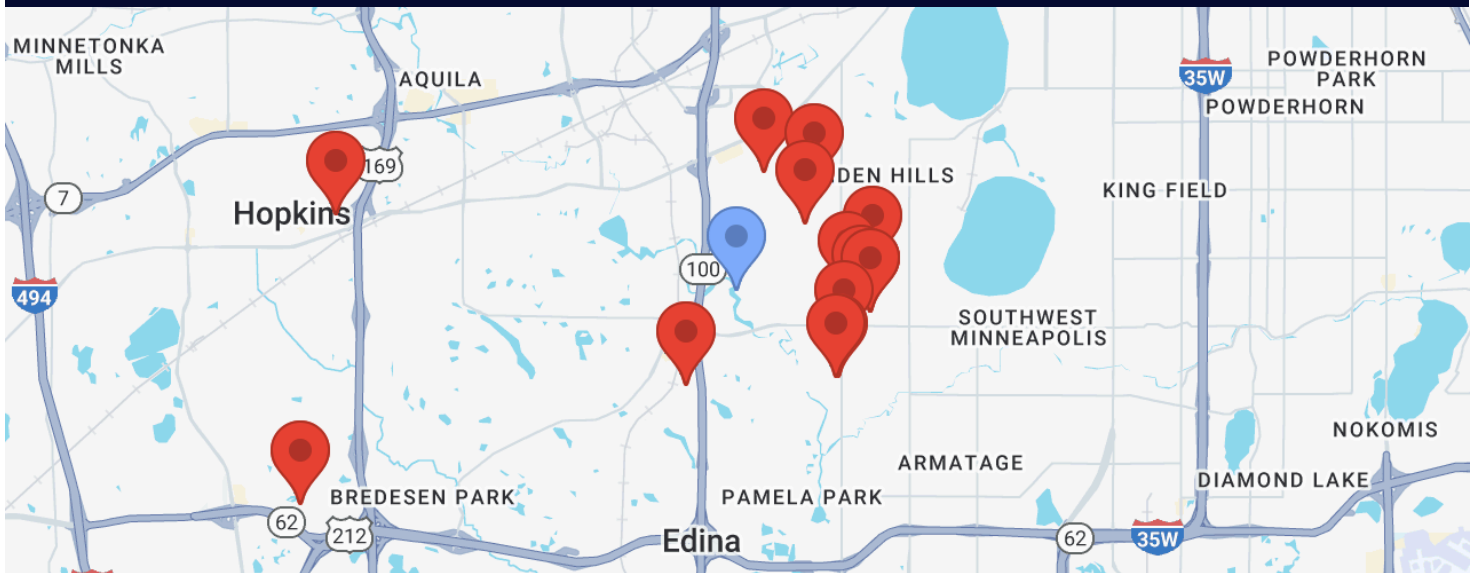 MINNETONKA
MILLS
AQUILA
35W
POWDERHORN
PARK
POWDERHORN
169
DEN HILLS
KING FIELD
7
Hopkins
100
494
SOUTHWEST
MINNEAPOLIS
NOKOMIS
ARMATAGE
DIAMOND LAKE
BREDESEN PARK
PAMELA PARK
62
212
Edina
62
35W